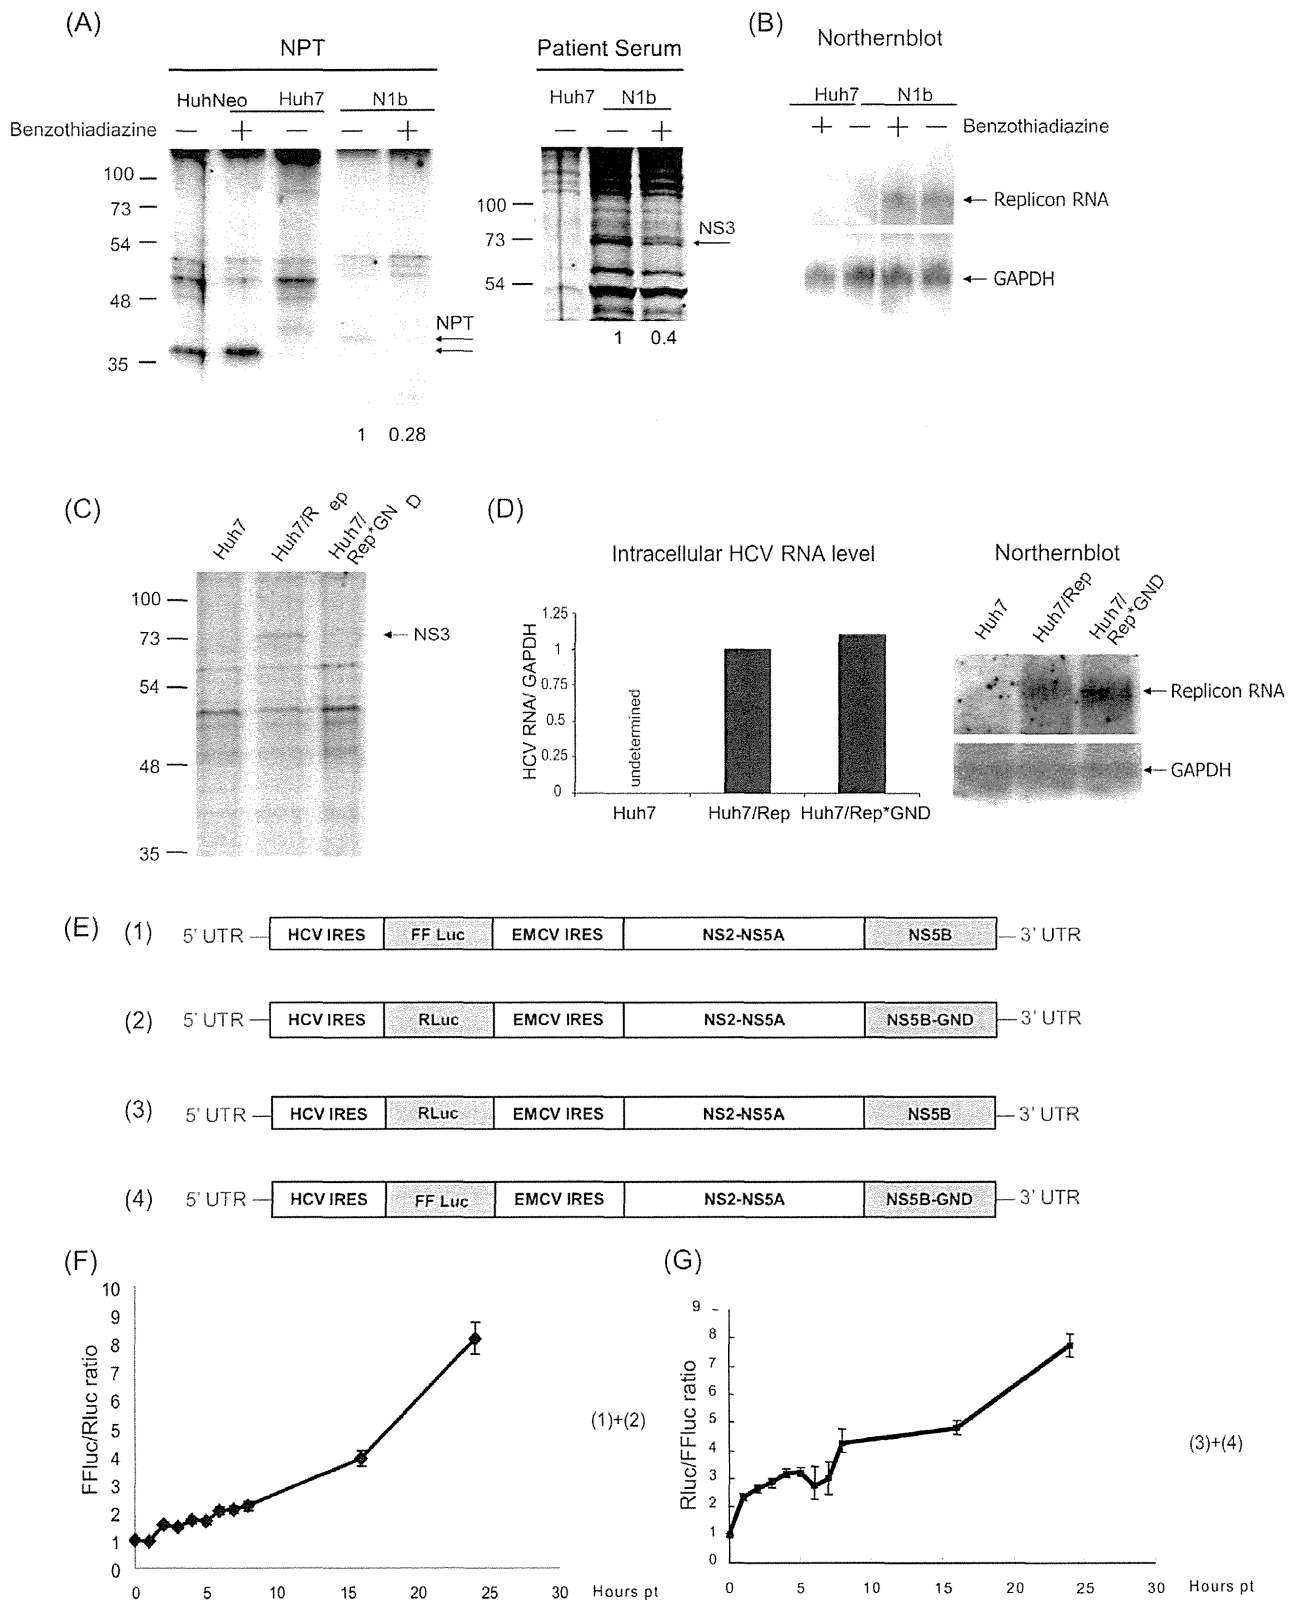 (A)
NPT
HuhNeo Huh7 N1b
Benzothiadiazine − + − − +
100
73
54
48
35
NPT
1 0.28
Patient Serum
Huh7 N1b
− − +
100
73
54
NS3
1 0.4
(B)
Northernblot
Huh7 N1b
+ − + − Benzothiadiazine
Replicon RNA
GAPDH
(C)
Huh7
Huh7/Rep
Huh7/
Rep*GND
100
73
54
48
35
NS3
(D)
Intracellular HCV RNA level
HCV RNA/ GAPDH
1.25
1
0.75
0.5
0.25
0
undetermined
Huh7 Huh7/Rep Huh7/Rep*GND
Northernblot
Huh7
Huh7/Rep
Huh7/
Rep*GND
Replicon RNA
GAPDH
(E)
(1) 5' UTR HCV IRES FF Luc EMCV IRES NS2-NS5A NS5B 3' UTR
(2) 5' UTR HCV IRES RLuc EMCV IRES NS2-NS5A NS5B-GND 3' UTR
(3) 5' UTR HCV IRES RLuc EMCV IRES NS2-NS5A NS5B 3' UTR
(4) 5' UTR HCV IRES FF Luc EMCV IRES NS2-NS5A NS5B-GND 3' UTR
(F)
FFluc/Rluc ratio
10
9
8
7
6
5
4
3
2
1
0
0 5 10 15 20 25 30 Hours pt
(1)+(2)
(G)
Rluc/FFluc ratio
9
8
7
6
5
4
3
2
1
0
0 5 10 15 20 25 30 Hours pt
(3)+(4)